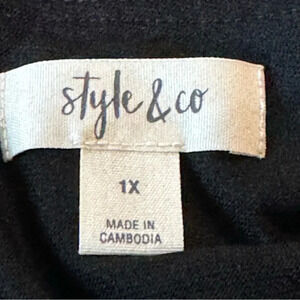 style & co
1X
MADE IN
CAMBODIA